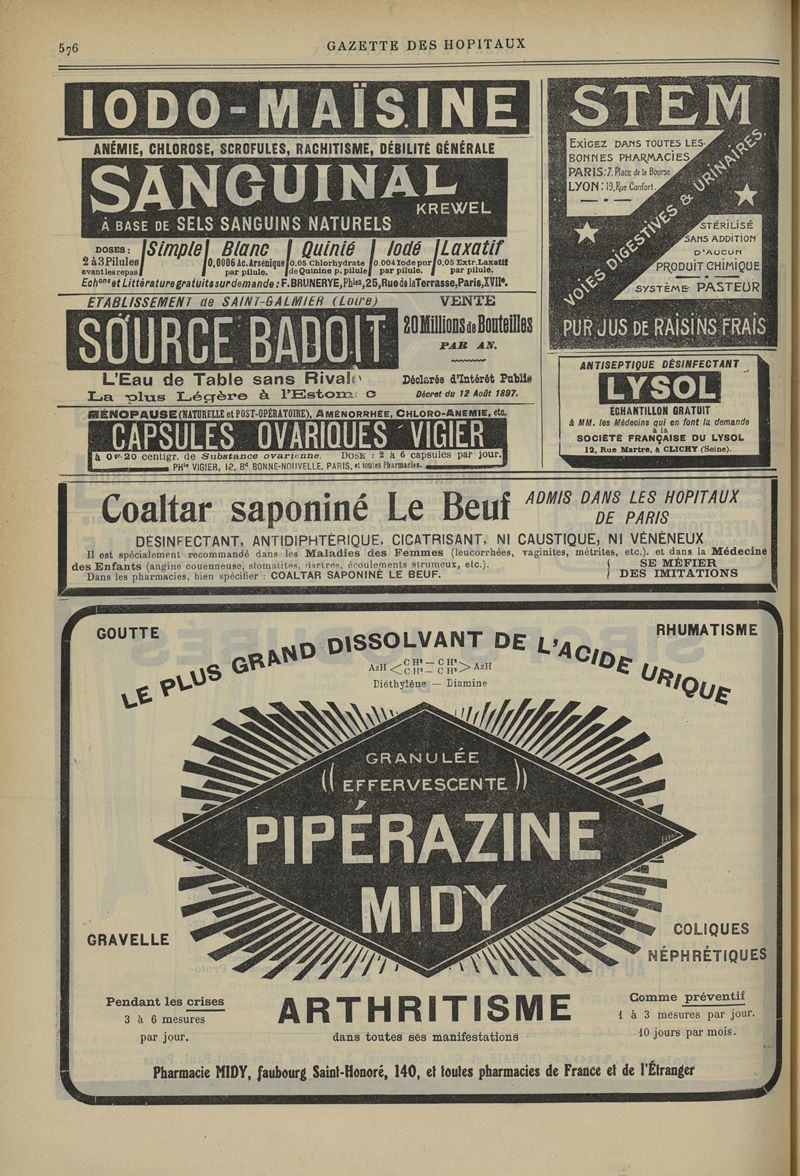 576
GAZETTE DES HOPITAUX
IODO-MAÏSINE
ANÉMIE, CHLOROSE, SCROFULES, RACHITISME, DÉBILITÉ GÉNÉRALE
SANGUINAL
KREWEL
À BASE DE SELS SANGUINS NATURELS
DOSES:
2 à 3 Pilules
avant les repas
Simple
Blanc
0,0006 Ac. Arsénique
par pilule.
Quinié
0.05 Chlorhydrate
de Quinine p. pilule
Iodé
0.004 Iode pur
par pilule.
Laxatif
0,05 Extr. Laxatif
par pilule.
Échons et Littérature gratuits sur demande: F. BRUNERYE, Phien, 25, Rue de la Terrasse, Paris, XVIIe.
ÉTABLISSEMENT de SAINT-GALMIER (Loire)
SOURCE BADOIT
VENTE
20 Millions de Bouteilles
PAR AN.
L'Eau de Table sans Rival
La plus Légère à l'Estom c
Déclarée d'Intérêt Public
Décret du 12 Août 1897.
MÉNOPAUSE (NATURELLE et POST-OPÉRATOIRE), AMÉNORRHÉE, CHLORO-ANÉMIE, etc.
CAPSULES OVARIQUES VIGIER
à 0gr.20 centigr. de Substance ovarienne. DOSE: 2 à 6 capsules par jour.
PHie VIGIER, 12, Bd BONNE-NOUVELLE, PARIS, et toutes Pharmacies.
STEM
EXIGEZ DANS TOUTES LES
BONNES PHARMACIES
PARIS: 7, Place de la Bourse
LYON: 19, Rue Confort.
VOIES DIGESTIVES & URINAIRES.
STÉRILISÉ
SANS ADDITION
D'AUCUN
PRODUIT CHIMIQUE
SYSTÈME PASTEUR
PUR JUS DE RAISINS FRAIS
ANTISEPTIQUE DÉSINFECTANT
LYSOL
ÉCHANTILLON GRATUIT
à MM. les Médecins qui en font la demande
à la
SOCIÉTÉ FRANÇAISE DU LYSOL
12, Rue Martre, à CLICHY (Seine).
Coaltar saponiné Le Beuf
ADMIS DANS LES HOPITAUX
DE PARIS
DÉSINFECTANT, ANTIDIPHTÉRIQUE, CICATRISANT, NI CAUSTIQUE, NI VÉNÉNEUX
Il est spécialement recommandé dans les Maladies des Femmes (leucorrhées, vaginites, métrites, etc.). et dans la Médecine
des Enfants (angine couenneuse, stomatites, dartres, écoulements strumeux, etc.).
Dans les pharmacies, bien spécifier: COALTAR SAPONINÉ LE BEUF.
SE MÉFIER
DES IMITATIONS
GOUTTE
RHUMATISME
LE PLUS GRAND DISSOLVANT DE L'ACIDE URIQUE
AzH < CH² — CH² > AzH
CH² — CH²
Diéthylène — Diamine
GRANULÉE
((EFFERVESCENTE))
PIPÉRAZINE
MIDY
GRAVELLE
COLIQUES
NÉPHRÉTIQUES
Pendant les crises
3 à 6 mesures
par jour.
ARTHRITISME
dans toutes ses manifestations
Comme préventif
1 à 3 mesures par jour.
10 jours par mois.
Pharmacie MIDY, faubourg Saint-Honoré, 140, et toutes pharmacies de France et de l'Étranger